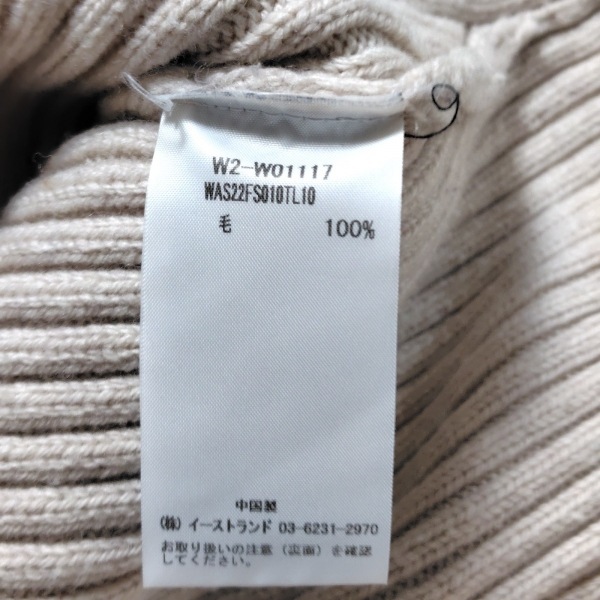 W2-W01117
WAS22FS010TL10
毛 100%
中国製
(株) イーストランド 03-6231-2970
お取り扱いの注意 (裏面) を確認
してください。